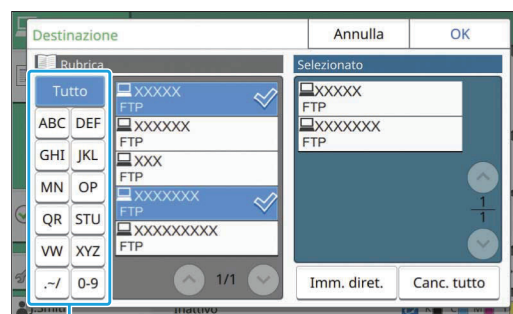 Destinazione
Annulla
OK
Rubrica
Selezionato
Tutto
ABC DEF
GHI JKL
MN OP
QR STU
VW XYZ
.~/ 0-9
XXXXX
FTP
XXXXXX
FTP
XXX
FTP
XXXXXXX
FTP
XXXXXXXXX
FTP
1/1
XXXXX
FTP
XXXXXXX
FTP
1
1
Imm. diret.
Canc. tutto
Inattivo